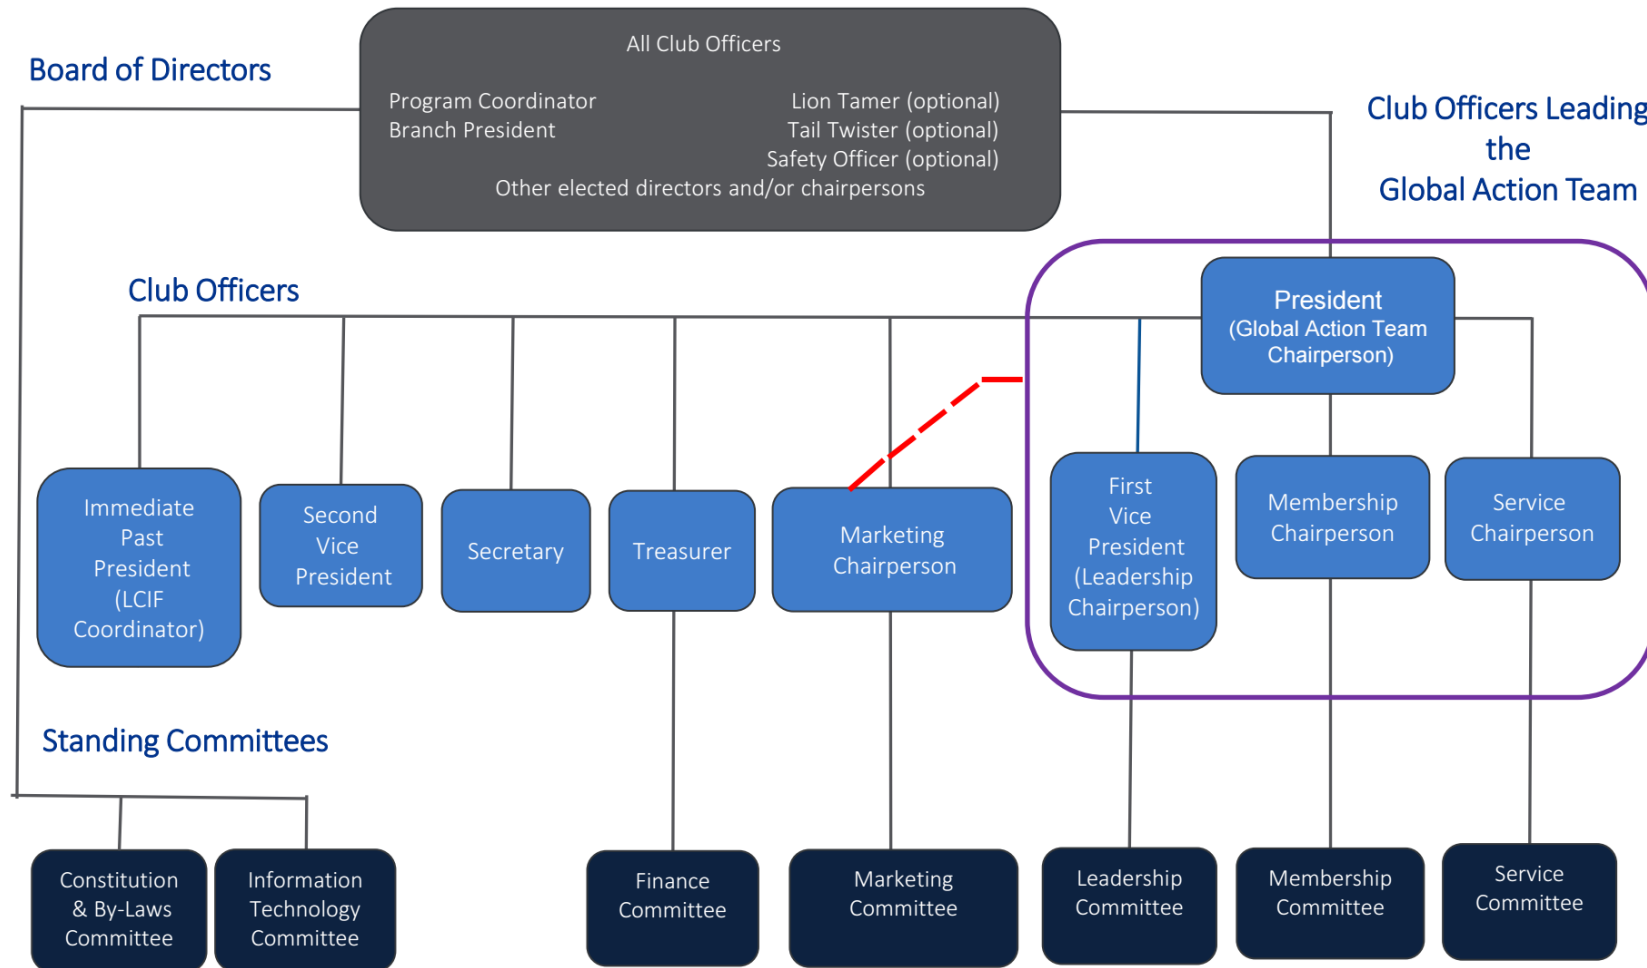 Board of Directors
All Club Officers
Program Coordinator
Branch President
Lion Tamer (optional)
Tail Twister (optional)
Safety Officer (optional)
Other elected directors and/or chairpersons
Club Officers Leading
the
Global Action Team
Club Officers
President
(Global Action Team
Chairperson)
Immediate
Past
President
(LCIF
Coordinator)
Second
Vice
President
Secretary
Treasurer
Marketing
Chairperson
First
Vice
President
(Leadership
Chairperson)
Membership
Chairperson
Service
Chairperson
Standing Committees
Constitution
& By-Laws
Committee
Information
Technology
Committee
Finance
Committee
Marketing
Committee
Leadership
Committee
Membership
Committee
Service
Committee